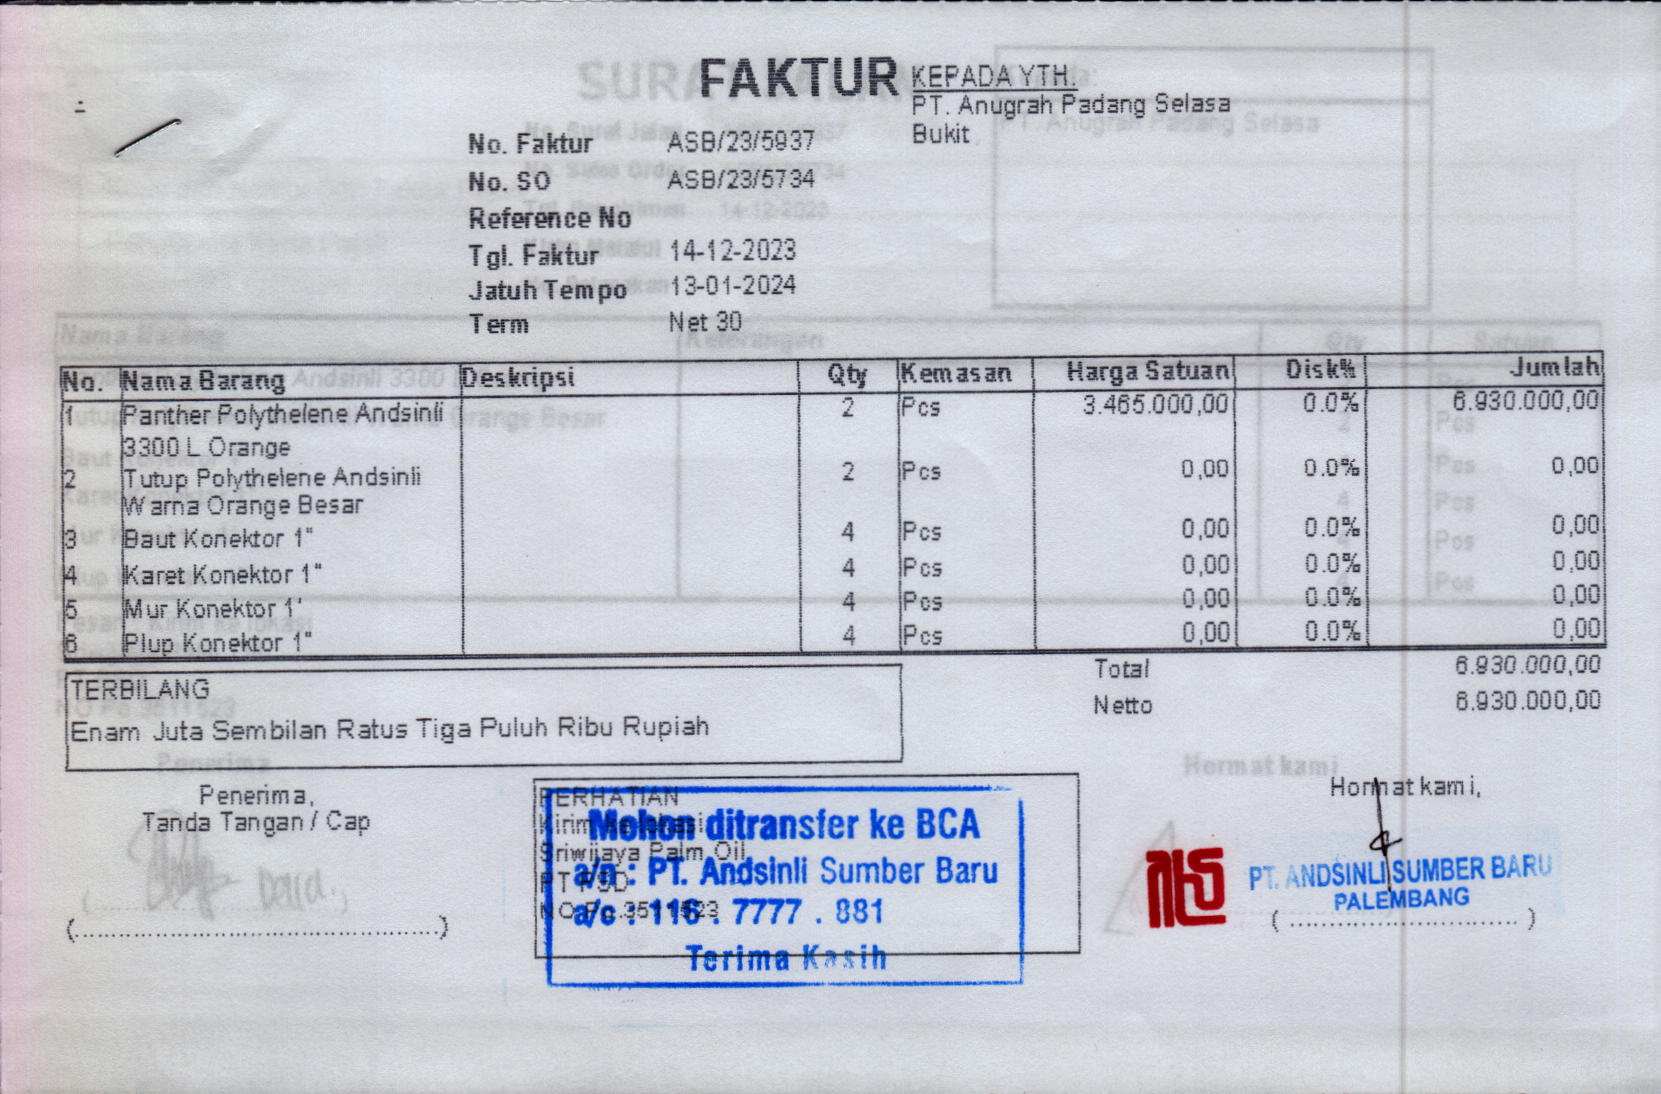 FAKTUR
KEPADA YTH.
PT. Anugrah Padang Selasa
Bukit
No. Faktur ASB/23/5937
No. SO ASB/23/5734
Reference No
Tgl. Faktur 14-12-2023
Jatuh Tempo 13-01-2024
Term Net 30
No. Nama Barang Deskripsi Qty Kemasan Harga Satuan Disk% Jumlah
1 Panther Polythelene Andsinli 2 Pcs 3.465.000,00 0.0% 6.930.000,00
3300 L Orange
2 Tutup Polythelene Andsinli 2 Pcs 0,00 0.0% 0,00
Warna Orange Besar
3 Baut Konektor 1" 4 Pcs 0,00 0.0% 0,00
4 Karet Konektor 1" 4 Pcs 0,00 0.0% 0,00
5 Mur Konektor 1' 4 Pcs 0,00 0.0% 0,00
6 Plup Konektor 1" 4 Pcs 0,00 0.0% 0,00
Total 6.930.000,00
Netto 6.930.000,00
TERBILANG
Enam Juta Sembilan Ratus Tiga Puluh Ribu Rupiah
Penerima,
Tanda Tangan / Cap
(........................................)
PERHATIAN
Kirim ke lokasi
Sriwijaya Palm Oil
PT PSD
NO Pg.3511523
Mohon ditransfer ke BCA
a/n : PT. Andsinli Sumber Baru
a/c : 116 . 7777 . 881
Terima Kasih
Hormat kami,
PT. ANDSINLI SUMBER BARU
PALEMBANG
(..............................)